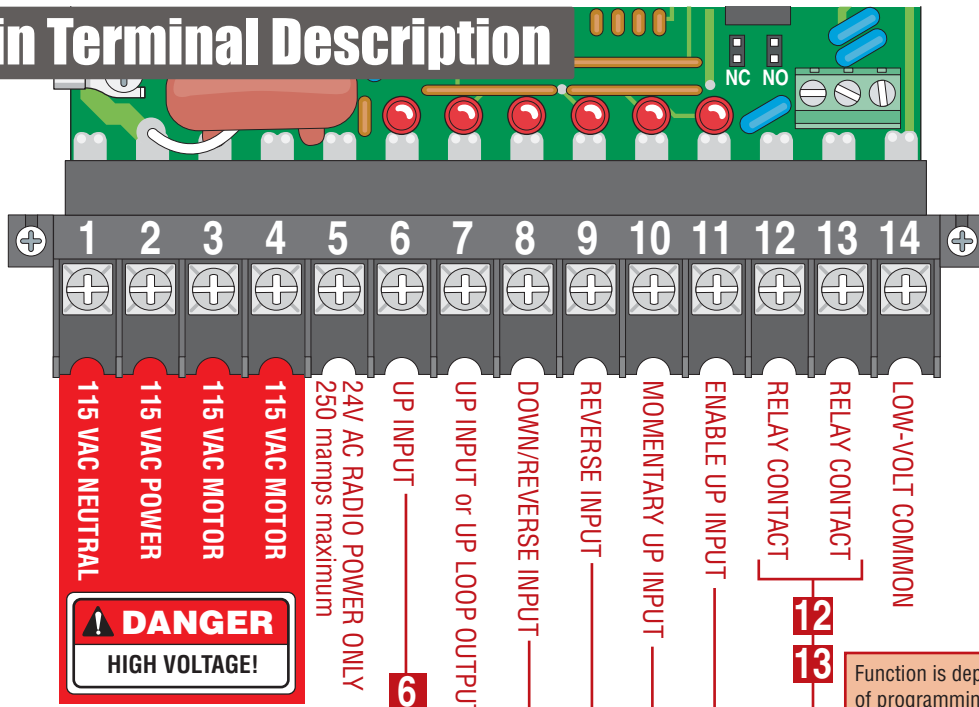 in Terminal Description
NC NO
1 2 3 4 5 6 7 8 9 10 11 12 13 14
115 VAC NEUTRAL
115 VAC POWER
115 VAC MOTOR
115 VAC MOTOR
24V AC RADIO POWER ONLY
250 mamps maximum
UP INPUT
UP INPUT or UP LOOP OUTPU
DOWN/REVERSE INPUT
REVERSE INPUT
MOMENTARY UP INPUT
ENABLE UP INPUT
RELAY CONTACT
RELAY CONTACT
LOW-VOLT COMMON
DANGER
HIGH VOLTAGE!
6
12
13
Function is dep
of programming